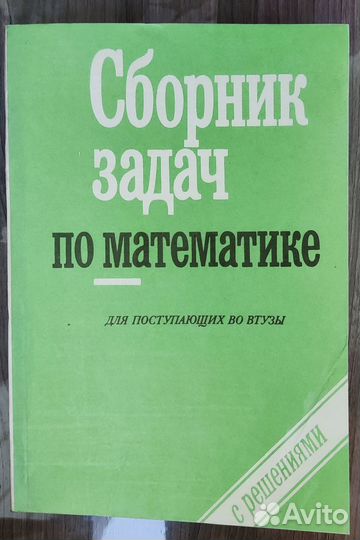 Сборник
задач
по математике
ДЛЯ ПОСТУПАЮЩИХ ВО ВТУЗЫ
с решениями
Avito